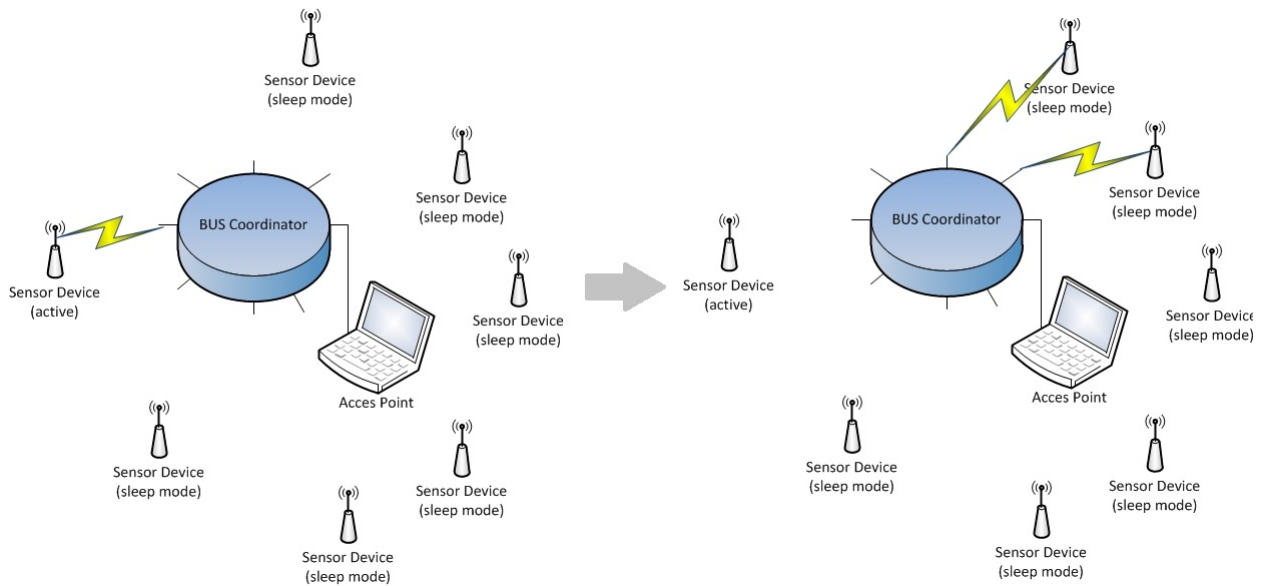 Sensor Device
(sleep mode)
Sensor Device
(sleep mode)
BUS Coordinator
Sensor Device
(active)
Sensor Device
(sleep mode)
Acces Point
Sensor Device
(sleep mode)
Sensor Device
(sleep mode)
Sensor Device
(sleep mode)
Sensor Device
(sleep mode)
Sensor Device
(sleep mode)
BUS Coordinator
Sensor Device
(active)
Sensor Device
(sleep mode)
Acces Point
Sensor Device
(sleep mode)
Sensor Device
(sleep mode)
Sensor Device
(sleep mode)